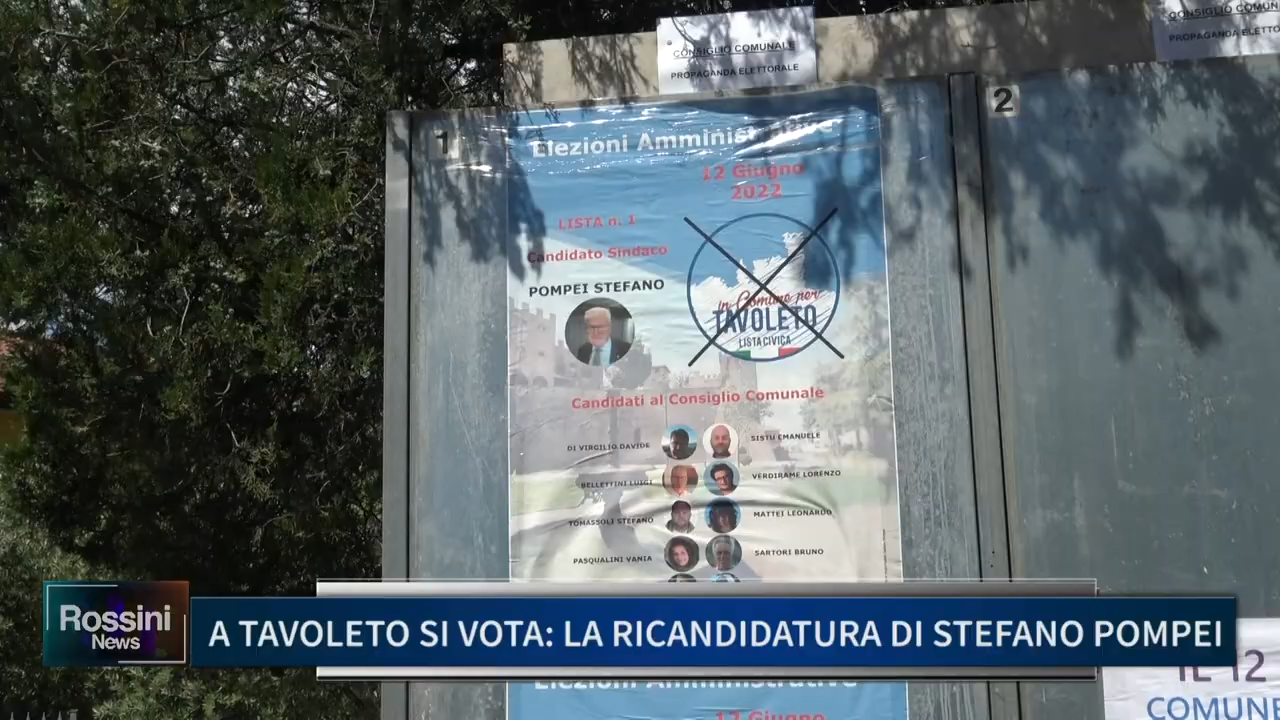 CONSIGLIO COMUNALE
PROPAGANDA ELETTORALE
CONSIGLIO COMUN
PROPAGANDA ELETTO
1
2
Elezioni Amministrative
12 Giugno
2022
LISTA n. 1
Candidato Sindaco
POMPEI STEFANO
in Comune per
TAVOLETO
LISTA CIVICA
Candidati al Consiglio Comunale
DI VIRGILIO DAVIDE
SISTU EMANUELE
BELLETTINI LUIGI
VERDIRAME LORENZO
TOMASSOLI STEFANO
MATTEI LEONARDO
PASQUALINI VANIA
SARTORI BRUNO
Rossini
News
A TAVOLETO SI VOTA: LA RICANDIDATURA DI STEFANO POMPEI
Elezioni Amministrative
12 Giugno
IL 12
COMUNE